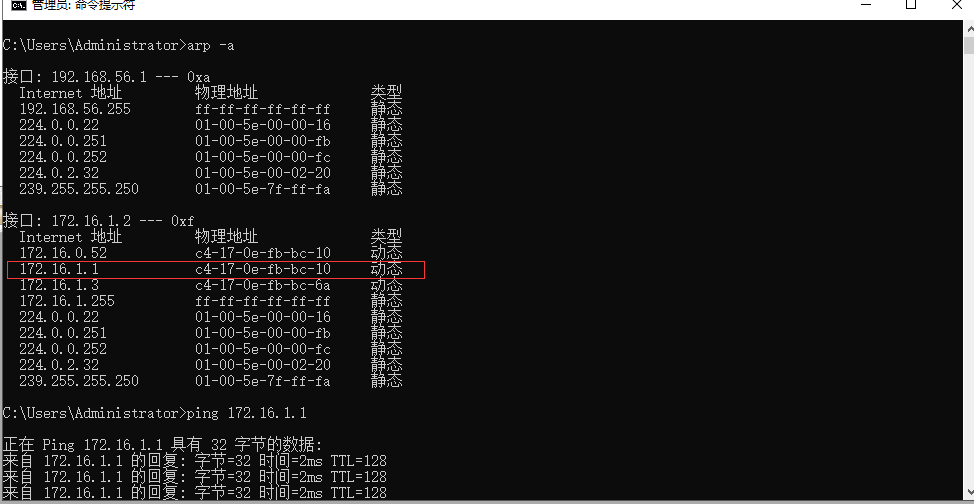 管理员: 命令提示符
C:\Users\Administrator>arp -a
接口: 192.168.56.1 --- 0xa
Internet 地址 物理地址 类型
192.168.56.255 ff-ff-ff-ff-ff-ff 静态
224.0.0.22 01-00-5e-00-00-16 静态
224.0.0.251 01-00-5e-00-00-fb 静态
224.0.0.252 01-00-5e-00-00-fc 静态
224.0.2.32 01-00-5e-00-02-20 静态
239.255.255.250 01-00-5e-7f-ff-fa 静态
接口: 172.16.1.2 --- 0xf
Internet 地址 物理地址 类型
172.16.0.52 c4-17-0e-fb-bc-10 动态
172.16.1.1 c4-17-0e-fb-bc-10 动态
172.16.1.3 c4-17-0e-fb-bc-6a 动态
172.16.1.255 ff-ff-ff-ff-ff-ff 静态
224.0.0.22 01-00-5e-00-00-16 静态
224.0.0.251 01-00-5e-00-00-fb 静态
224.0.0.252 01-00-5e-00-00-fc 静态
224.0.2.32 01-00-5e-00-02-20 静态
239.255.255.250 01-00-5e-7f-ff-fa 静态
C:\Users\Administrator>ping 172.16.1.1
正在 Ping 172.16.1.1 具有 32 字节的数据:
来自 172.16.1.1 的回复: 字节=32 时间=2ms TTL=128
来自 172.16.1.1 的回复: 字节=32 时间=2ms TTL=128
来自 172.16.1.1 的回复: 字节=32 时间=2ms TTL=128